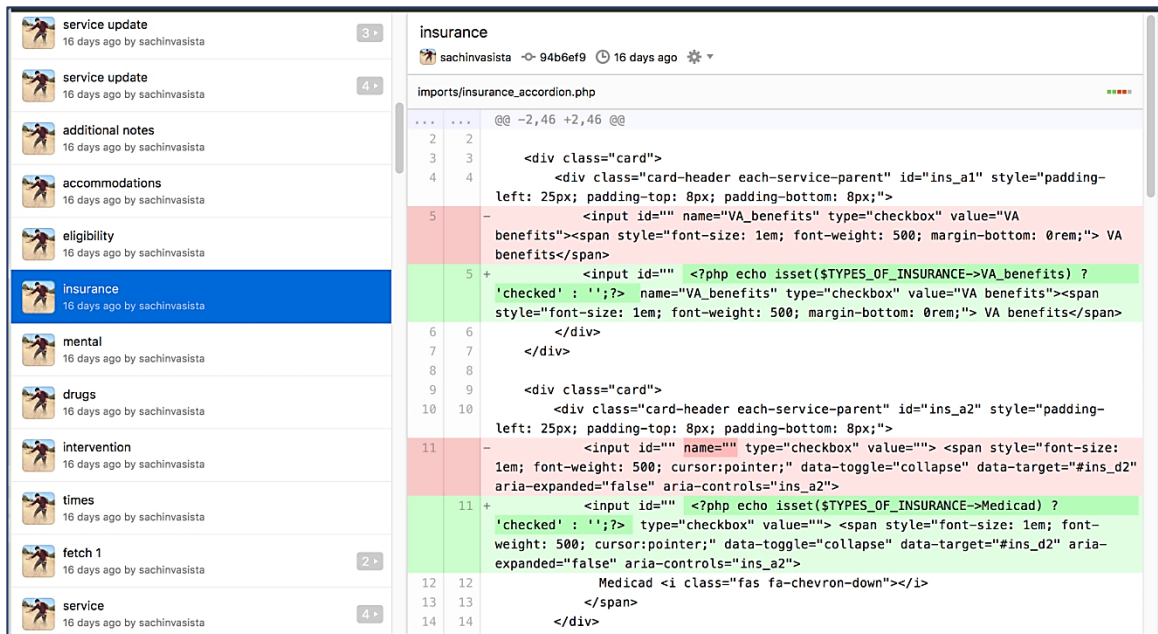 service update
16 days ago by sachinvasista
3
service update
16 days ago by sachinvasista
4
additional notes
16 days ago by sachinvasista
accommodations
16 days ago by sachinvasista
eligibility
16 days ago by sachinvasista
insurance
16 days ago by sachinvasista
mental
16 days ago by sachinvasista
drugs
16 days ago by sachinvasista
intervention
16 days ago by sachinvasista
times
16 days ago by sachinvasista
fetch 1
16 days ago by sachinvasista
2
service
16 days ago by sachinvasista
4
insurance
sachinvasista 94b6ef9 16 days ago
imports/insurance_accordion.php
... ... @@ -2,46 +2,46 @@
2 2
3 3 <div class="card">
4 4 <div class="card-header each-service-parent" id="ins_a1" style="padding-
left: 25px; padding-top: 8px; padding-bottom: 8px;">
5 - <input id="" name="VA_benefits" type="checkbox" value="VA
benefits"><span style="font-size: 1em; font-weight: 500; margin-bottom: 0rem;"> VA
benefits</span>
5 + <input id="" <?php echo isset($TYPES_OF_INSURANCE->VA_benefits) ?
'checked' : '';?> name="VA_benefits" type="checkbox" value="VA benefits"><span
style="font-size: 1em; font-weight: 500; margin-bottom: 0rem;"> VA benefits</span>
6 6 </div>
7 7 </div>
8 8
9 9 <div class="card">
10 10 <div class="card-header each-service-parent" id="ins_a2" style="padding-
left: 25px; padding-top: 8px; padding-bottom: 8px;">
11 - <input id="" name="" type="checkbox" value=""> <span style="font-size:
1em; font-weight: 500; cursor:pointer;" data-toggle="collapse" data-target="#ins_d2"
aria-expanded="false" aria-controls="ins_a2">
11 + <input id="" <?php echo isset($TYPES_OF_INSURANCE->Medicad) ?
'checked' : '';?> type="checkbox" value=""> <span style="font-size: 1em; font-
weight: 500; cursor:pointer;" data-toggle="collapse" data-target="#ins_d2" aria-
expanded="false" aria-controls="ins_a2">
12 12 Medicad <i class="fas fa-chevron-down"></i>
13 13 </span>
14 14 </div>